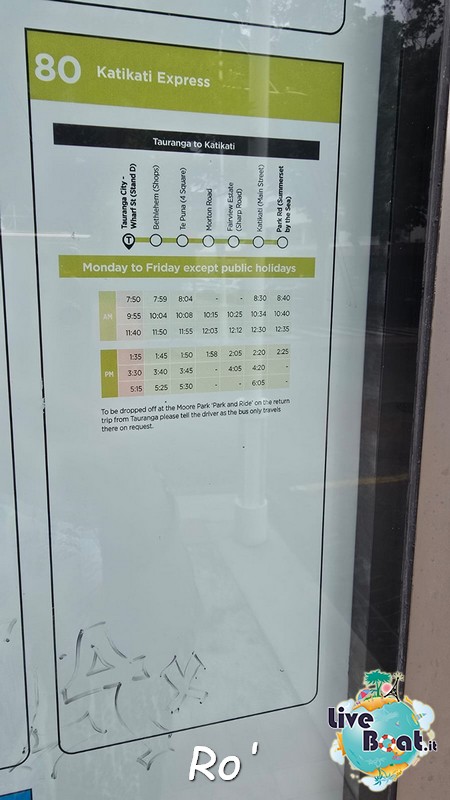 80 Katikati Express
Tauranga to Katikati
Tauranga City -
Wharf St (Stand D)
Bethlehem (Shops)
Te Puna (4 Square)
Morton Road
Fairview Estate
(Sharp Road)
Katikati (Main Street)
Park Rd (Summerset
by the Sea)
T
Monday to Friday except public holidays
AM
7:50 7:59 8:04 - - 8:30 8:40
9:55 10:04 10:08 10:15 10:25 10:34 10:40
11:40 11:50 11:55 12:03 12:12 12:30 12:35
PM
1:35 1:45 1:50 1:58 2:05 2:20 2:25
3:30 3:40 3:45 - 4:05 4:20 -
5:15 5:25 5:30 - - 6:05 -
To be dropped off at the Moore Park 'Park and Ride' on the return
trip from Tauranga please tell the driver as the bus only travels
there on request.
Live
Boat.it
Ro'